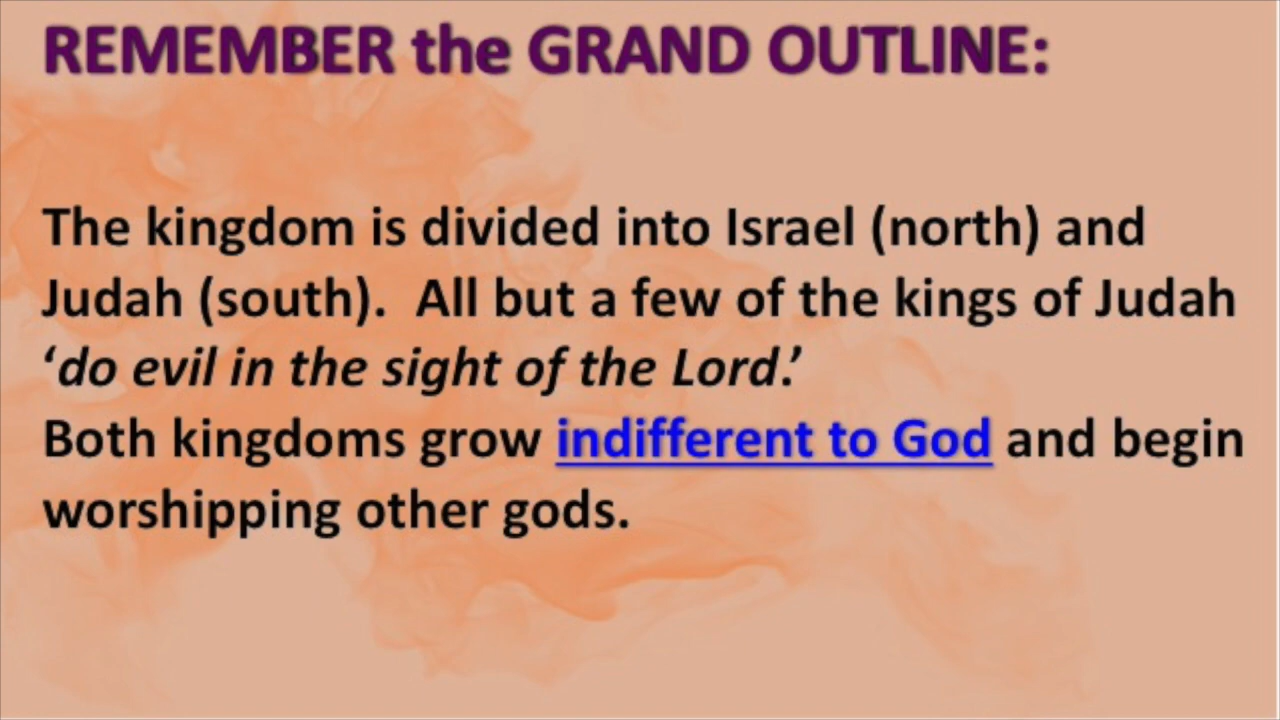 REMEMBER the GRAND OUTLINE:
The kingdom is divided into Israel (north) and
Judah (south).  All but a few of the kings of Judah
‘do evil in the sight of the Lord.’
Both kingdoms grow indifferent to God and begin
worshipping other gods.